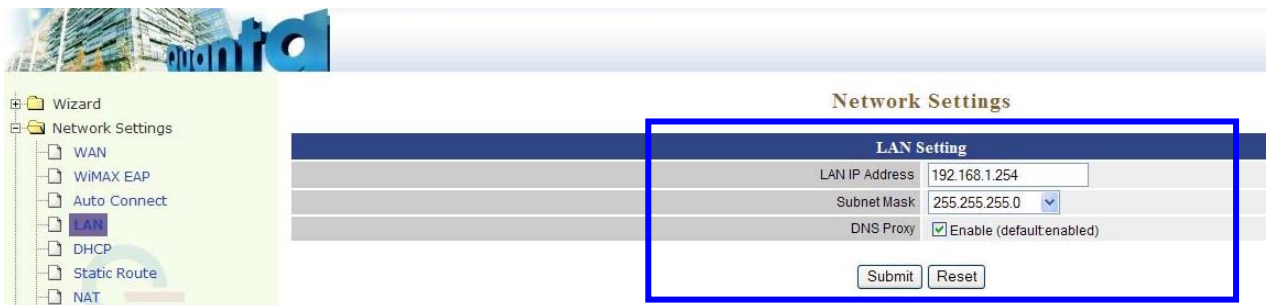 Quanta
Wizard
Network Settings
WAN
WiMAX EAP
Auto Connect
LAN
DHCP
Static Route
NAT
Network Settings
LAN Setting
LAN IP Address 192.168.1.254
Subnet Mask 255.255.255.0
DNS Proxy Enable (default:enabled)
Submit Reset